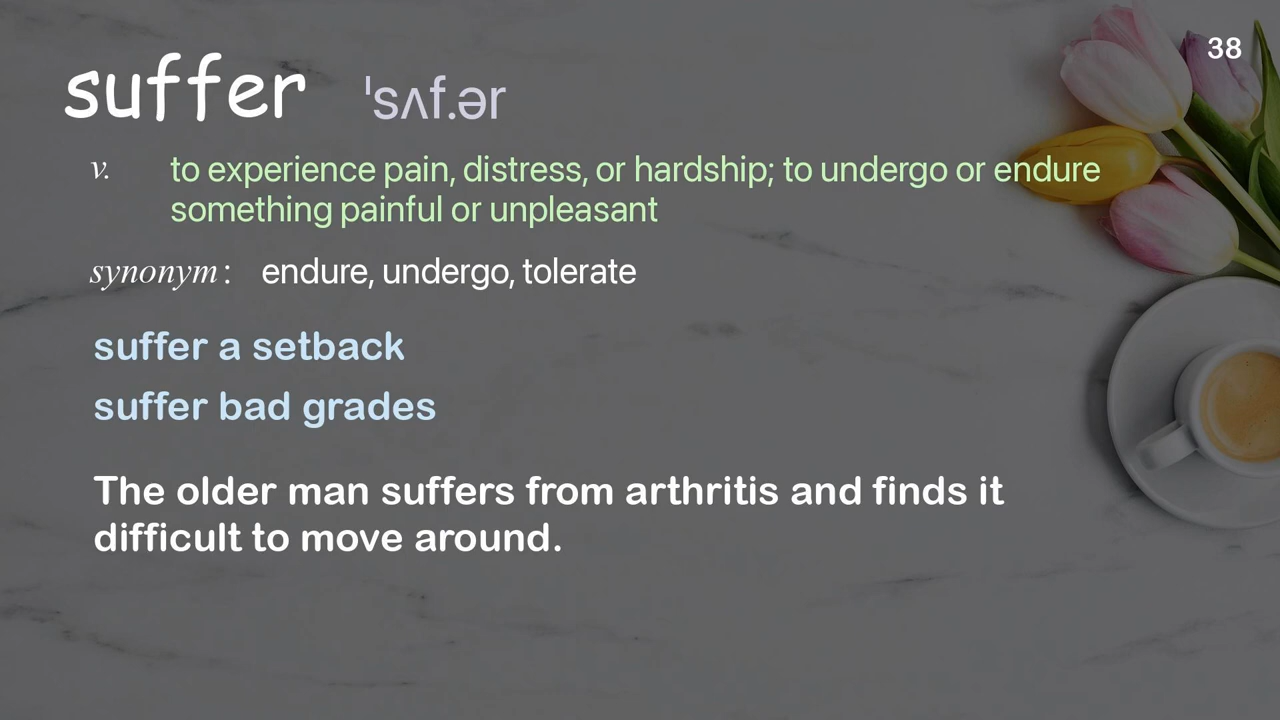 38
suffer ˈsʌf.ər
v. to experience pain, distress, or hardship; to undergo or endure
something painful or unpleasant
synonym: endure, undergo, tolerate
suffer a setback
suffer bad grades
The older man suffers from arthritis and finds it
difficult to move around.